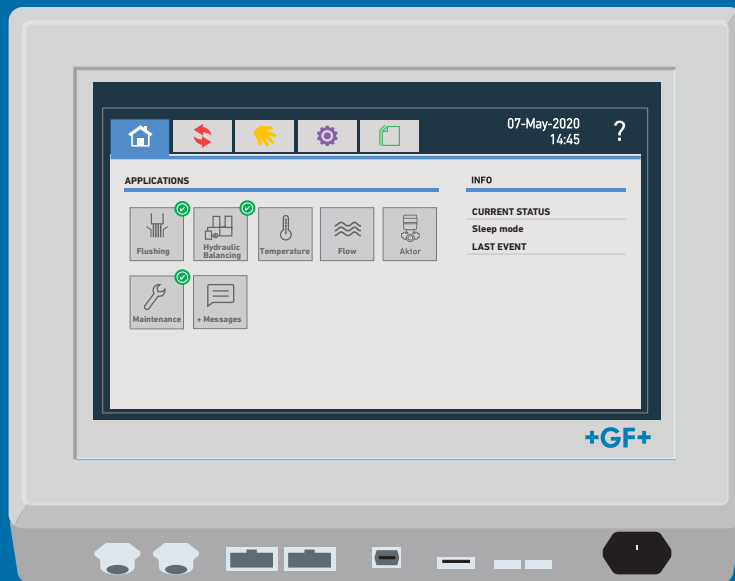 07-May-2020
14:45
?
APPLICATIONS
INFO
Flushing
Hydraulic
Balancing
Temperature
Flow
Aktor
CURRENT STATUS
Sleep mode
LAST EVENT
Maintenance
+ Messages
+GF+